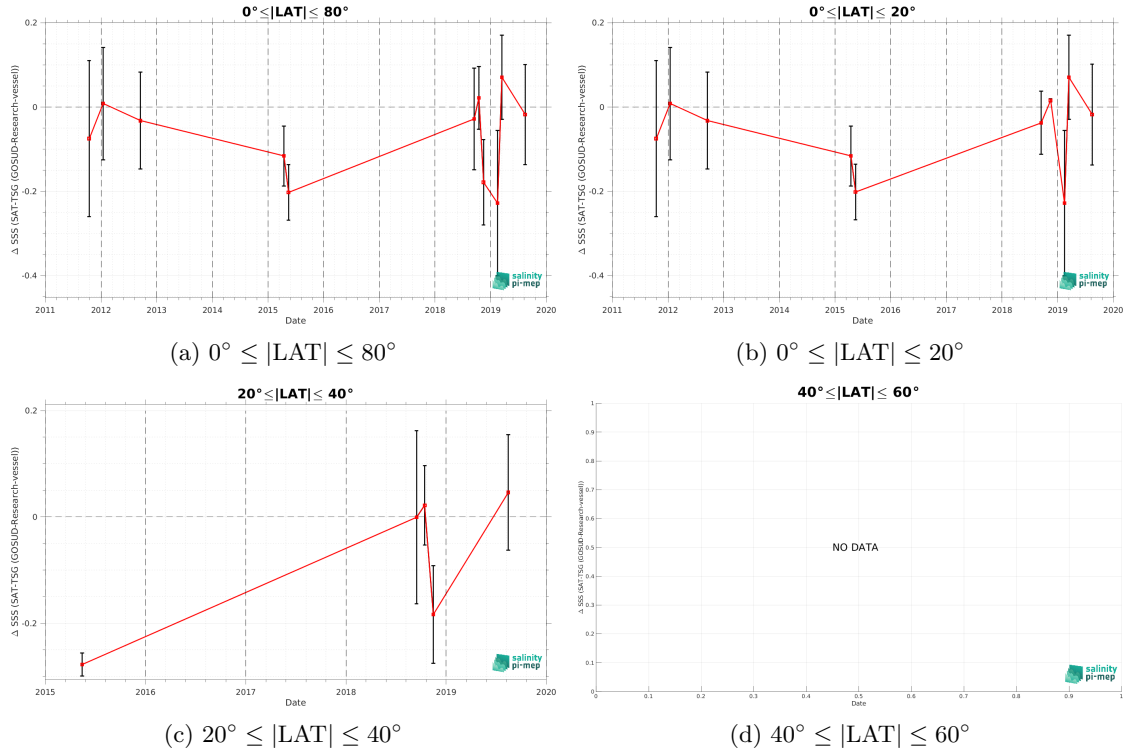 0°≤|LAT|≤ 80°
Δ SSS (SAT-TSG (GOSUD-Research-vessel))
0.2
0
-0.2
-0.4
2011 2012 2013 2014 2015 2016 2017 2018 2019 2020
Date
salinity
pi-mep
(a) 0° ≤ |LAT| ≤ 80°
0°≤|LAT|≤ 20°
Δ SSS (SAT-TSG (GOSUD-Research-vessel))
0.2
0
-0.2
-0.4
2011 2012 2013 2014 2015 2016 2017 2018 2019 2020
Date
salinity
pi-mep
(b) 0° ≤ |LAT| ≤ 20°
20°≤|LAT|≤ 40°
Δ SSS (SAT-TSG (GOSUD-Research-vessel))
0.2
0
-0.2
2015 2016 2017 2018 2019 2020
Date
salinity
pi-mep
(c) 20° ≤ |LAT| ≤ 40°
40°≤|LAT|≤ 60°
Δ SSS (SAT-TSG (GOSUD-Research-vessel))
1
0.9
0.8
0.7
0.6
0.5
0.4
0.3
0.2
0.1
0
NO DATA
0 0.1 0.2 0.3 0.4 0.5 0.6 0.7 0.8 0.9 1
Date
salinity
pi-mep
(d) 40° ≤ |LAT| ≤ 60°